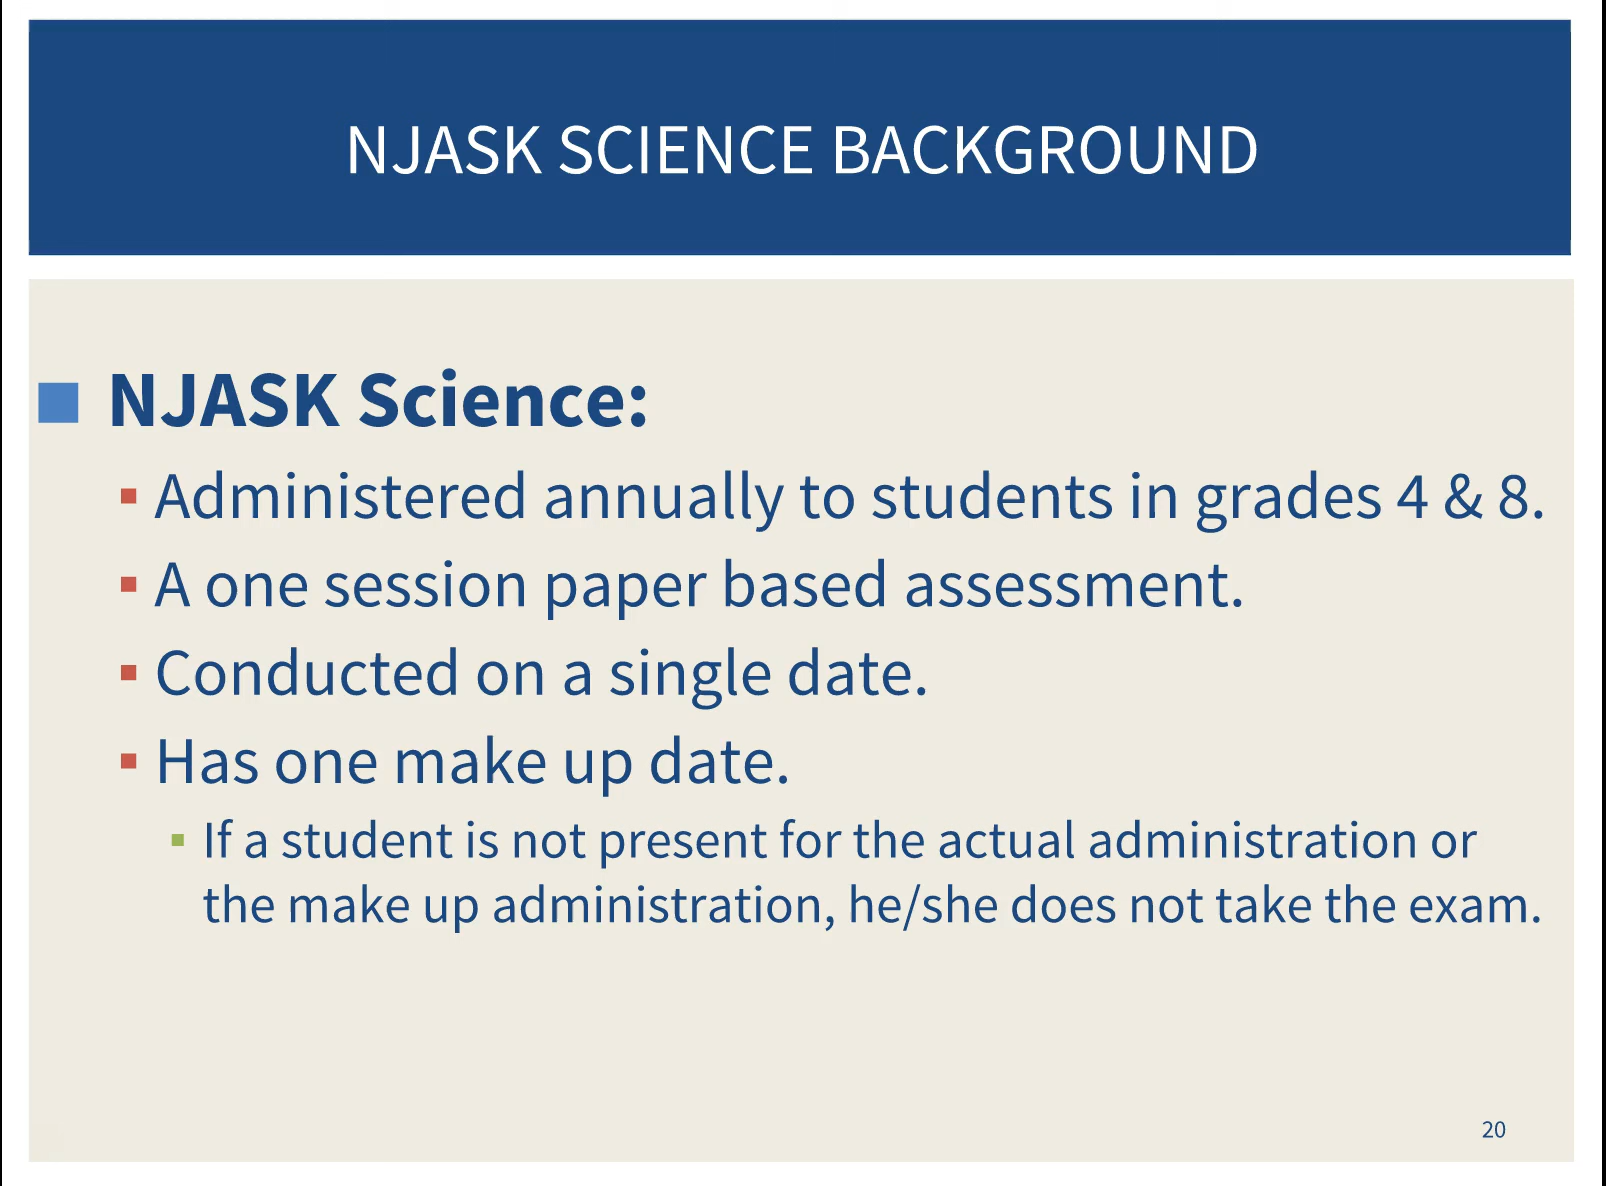 NJASK SCIENCE BACKGROUND
NJASK Science:
Administered annually to students in grades 4 & 8.
A one session paper based assessment.
Conducted on a single date.
Has one make up date.
If a student is not present for the actual administration or
the make up administration, he/she does not take the exam.
20